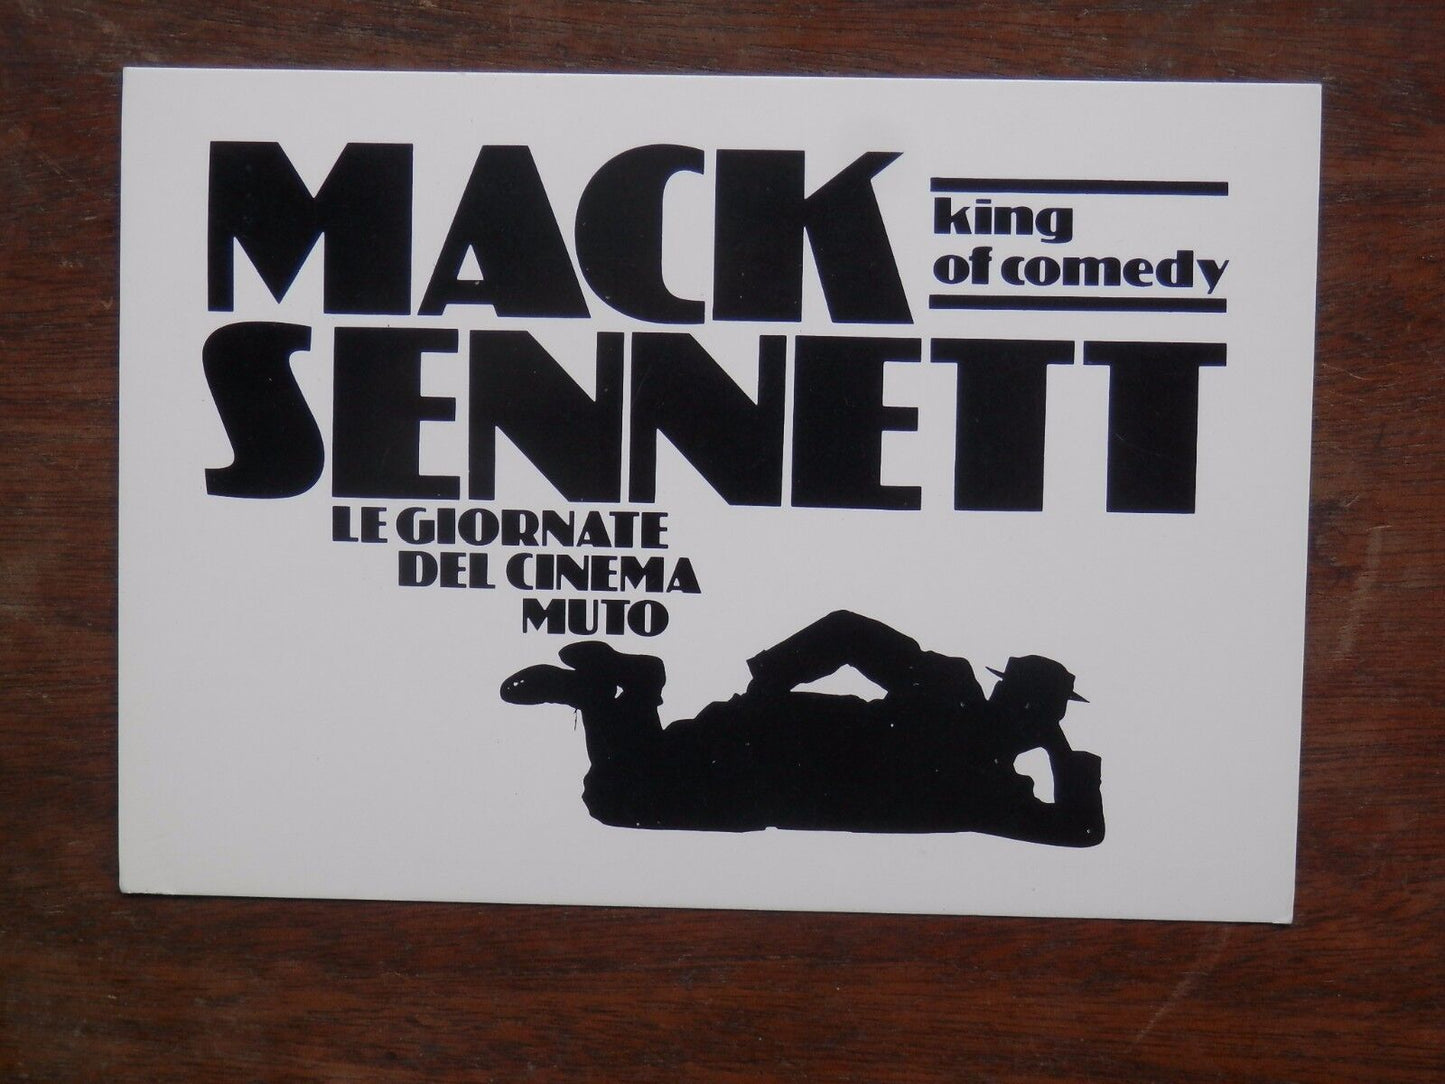 MACK
king
of comedy
SENNETT
LE GIORNATE
DEL CINEMA
MUTO